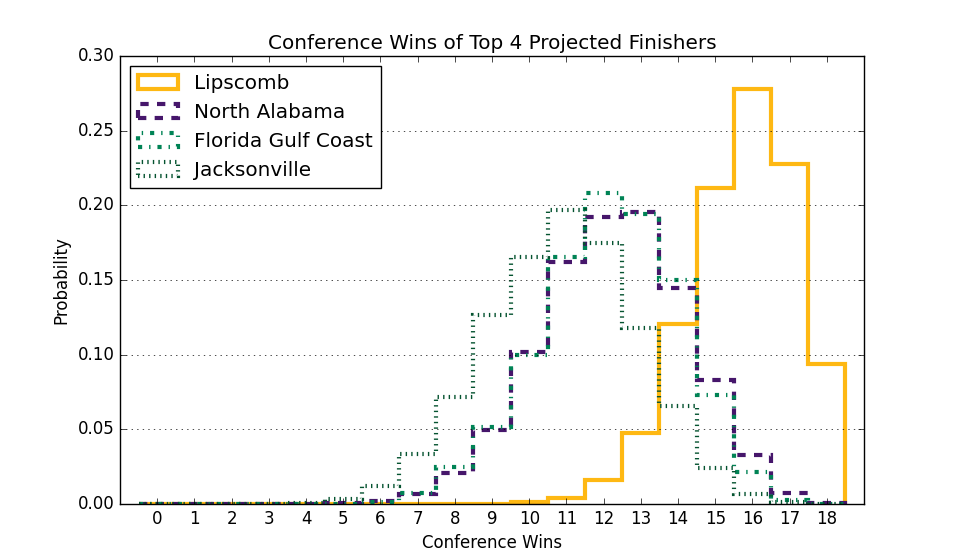 Conference Wins of Top 4 Projected Finishers
0.30
0.25
0.20
0.15
0.10
0.05
0.00
Probability
Lipscomb
North Alabama
Florida Gulf Coast
Jacksonville
0 1 2 3 4 5 6 7 8 9 10 11 12 13 14 15 16 17 18
Conference Wins